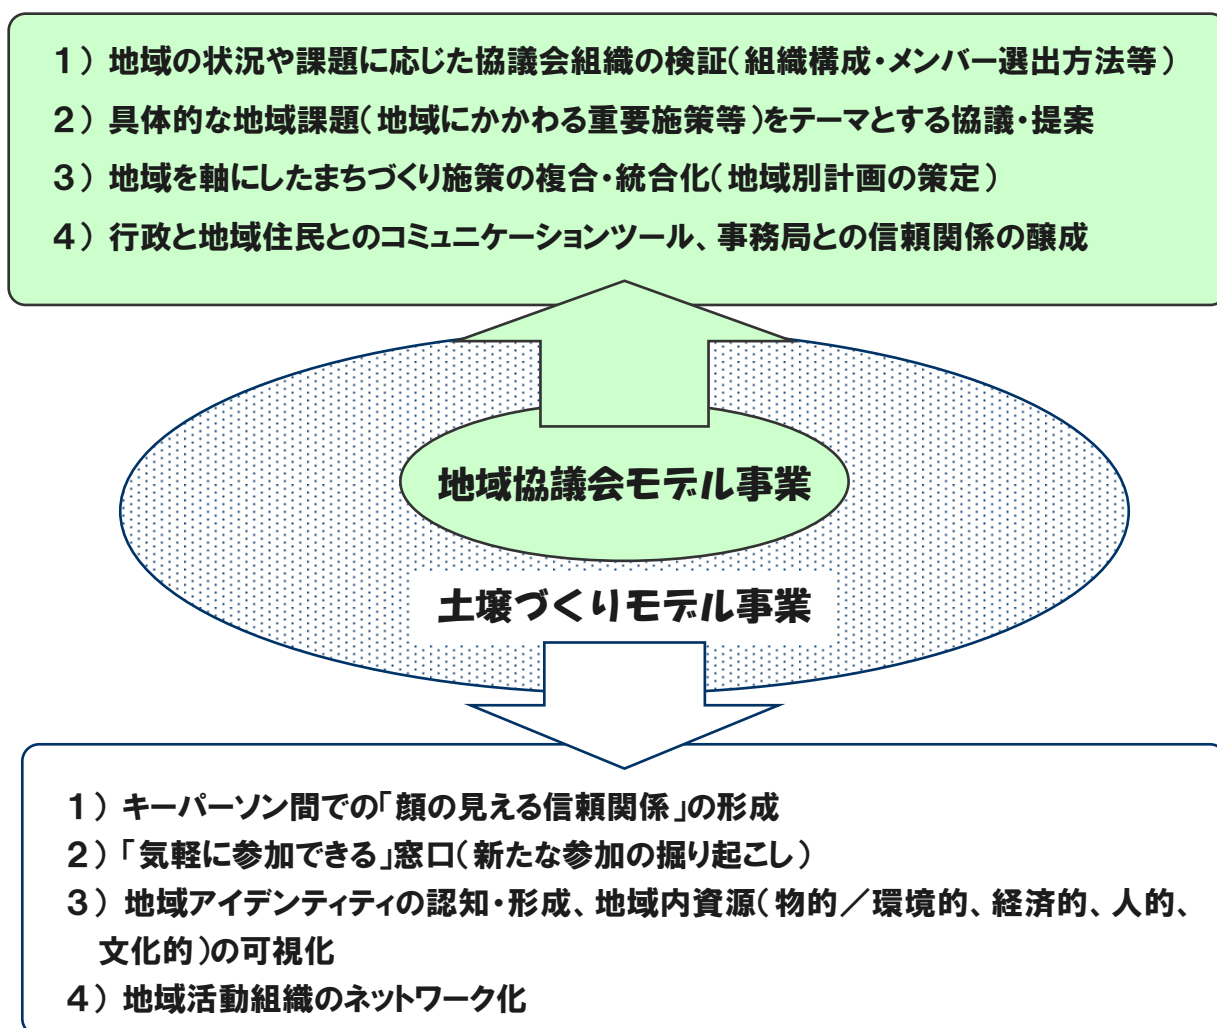 １）地域の状況や課題に応じた協議会組織の検証（組織構成・メンバー選出方法等）
２）具体的な地域課題（地域にかかわる重要施策等）をテーマとする協議・提案
３）地域を軸にしたまちづくり施策の複合・統合化（地域別計画の策定）
４）行政と地域住民とのコミュニケーションツール、事務局との信頼関係の醸成
地域協議会モデル事業
土壌づくりモデル事業
１）キーパーソン間での「顔の見える信頼関係」の形成
２）「気軽に参加できる」窓口（新たな参加の掘り起こし）
３）地域アイデンティティの認知・形成、地域内資源（物的／環境的、経済的、人的、
文化的）の可視化
４）地域活動組織のネットワーク化